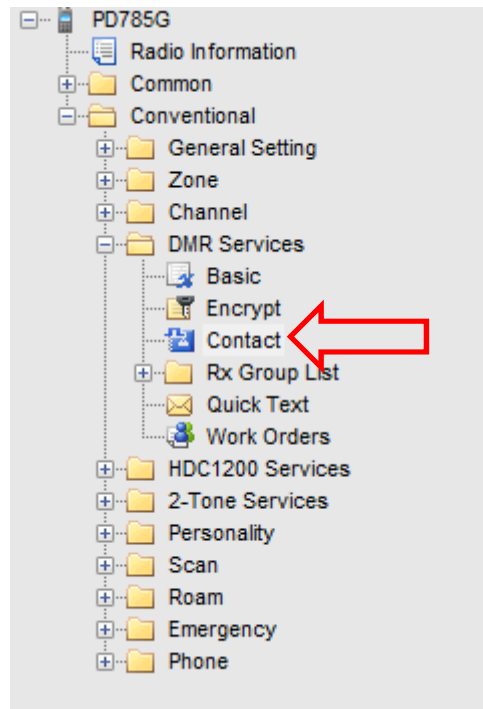 PD785G
Radio Information
Common
Conventional
General Setting
Zone
Channel
DMR Services
Basic
Encrypt
Contact
Rx Group List
Quick Text
Work Orders
HDC1200 Services
2-Tone Services
Personality
Scan
Roam
Emergency
Phone